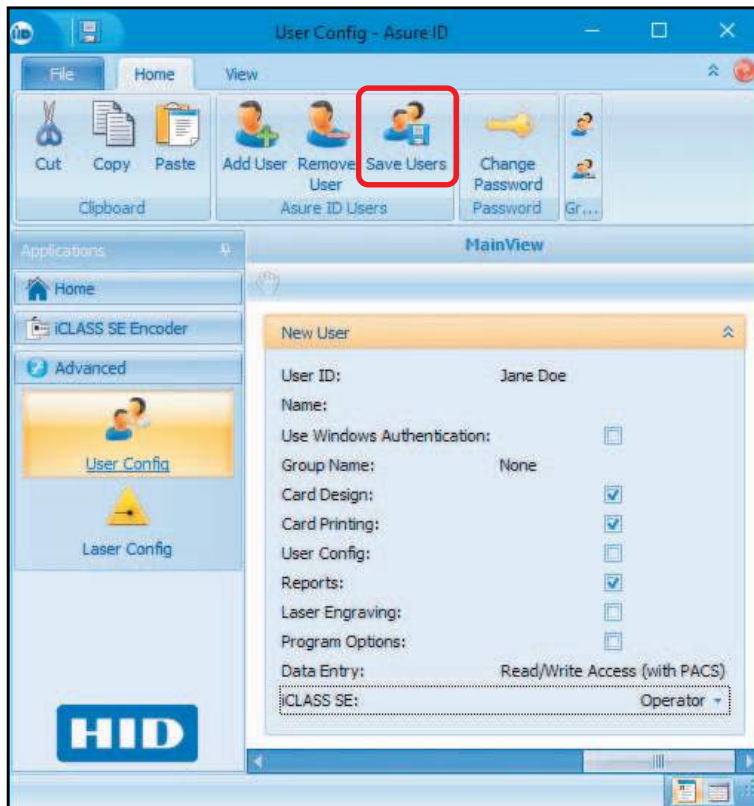 User Config - Asure ID
File Home View
Cut Copy Paste Add User Remove User Save Users Change Password
Clipboard Asure ID Users Password Gr...
Applications
MainView
Home
iCLASS SE Encoder
Advanced
User Config
Laser Config
New User
User ID: Jane Doe
Name:
Use Windows Authentication:
Group Name: None
Card Design:
Card Printing:
User Config:
Reports:
Laser Engraving:
Program Options:
Data Entry: Read/Write Access (with PACS)
iCLASS SE: Operator
HID